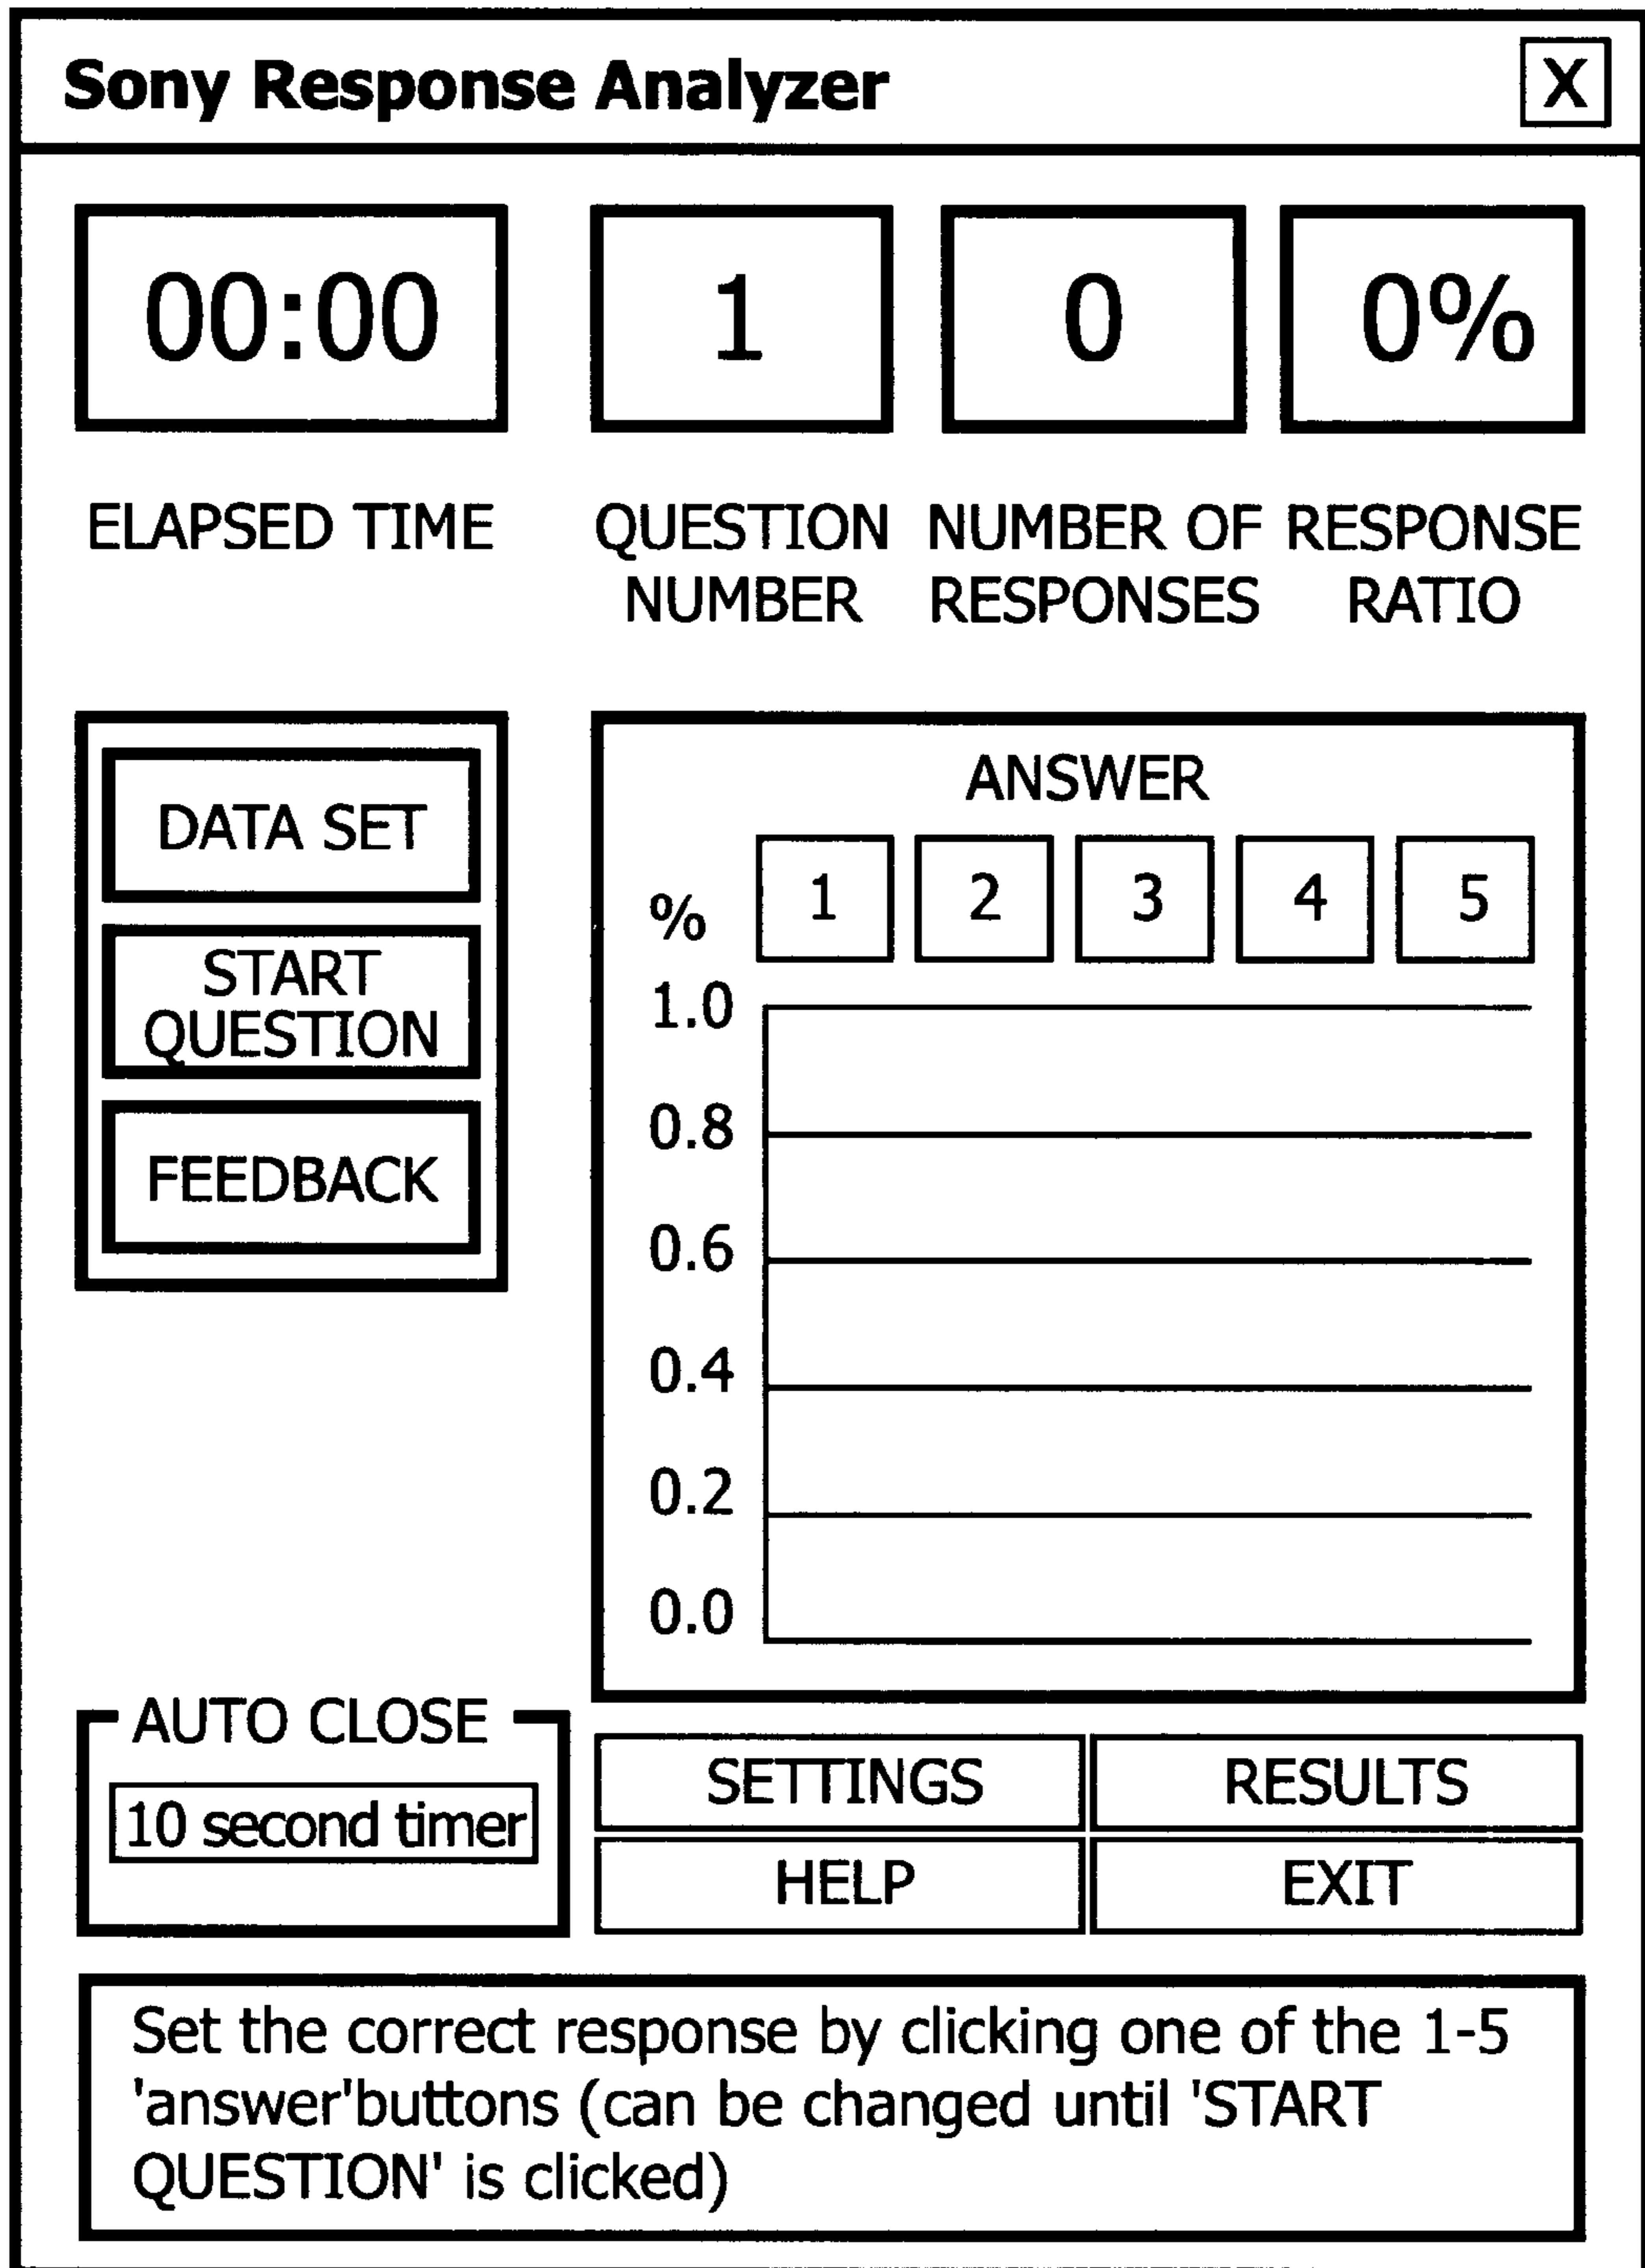 Sony Response Analyzer
X
00:00
1
0
0%
ELAPSED TIME
QUESTION
NUMBER
NUMBER OF
RESPONSES
RESPONSE
RATIO
DATA SET
START
QUESTION
FEEDBACK
ANSWER
%
1
2
3
4
5
1.0
0.8
0.6
0.4
0.2
0.0
AUTO CLOSE
10 second timer
SETTINGS
RESULTS
HELP
EXIT
Set the correct response by clicking one of the 1-5
'answer'buttons (can be changed until 'START
QUESTION' is clicked)